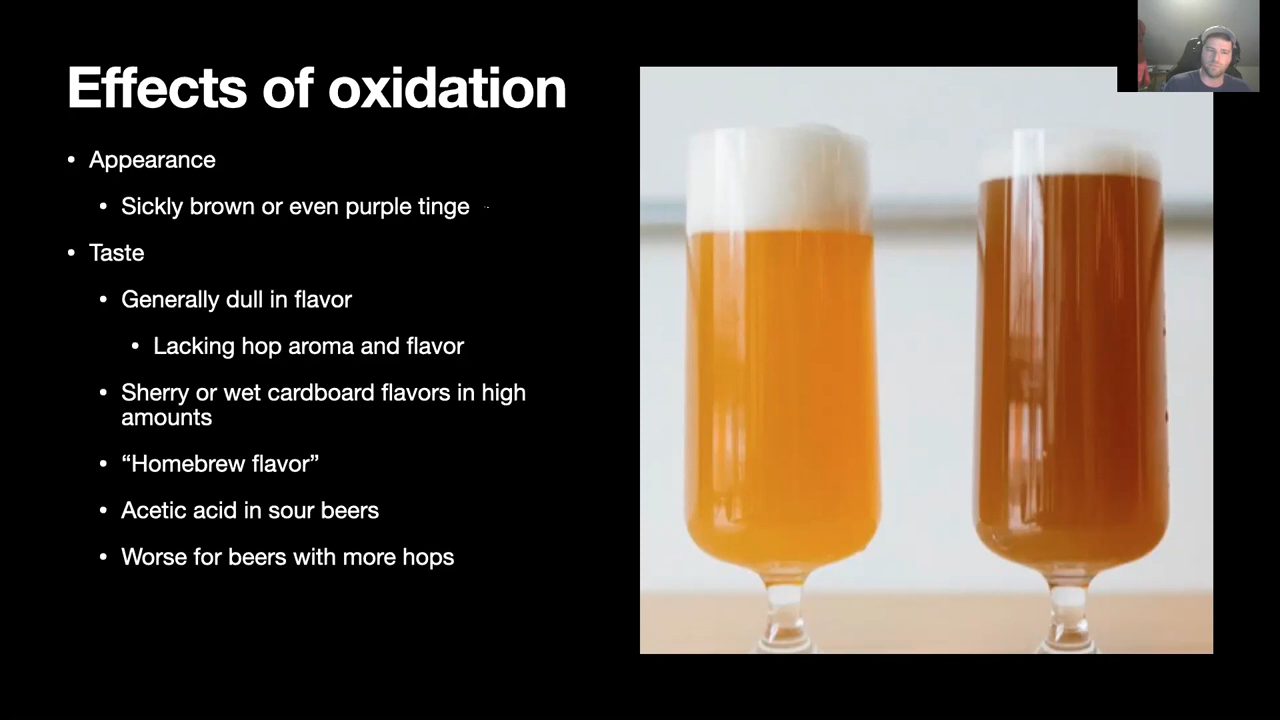 Effects of oxidation
• Appearance
• Sickly brown or even purple tinge
• Taste
• Generally dull in flavor
• Lacking hop aroma and flavor
• Sherry or wet cardboard flavors in high
amounts
• “Homebrew flavor”
• Acetic acid in sour beers
• Worse for beers with more hops